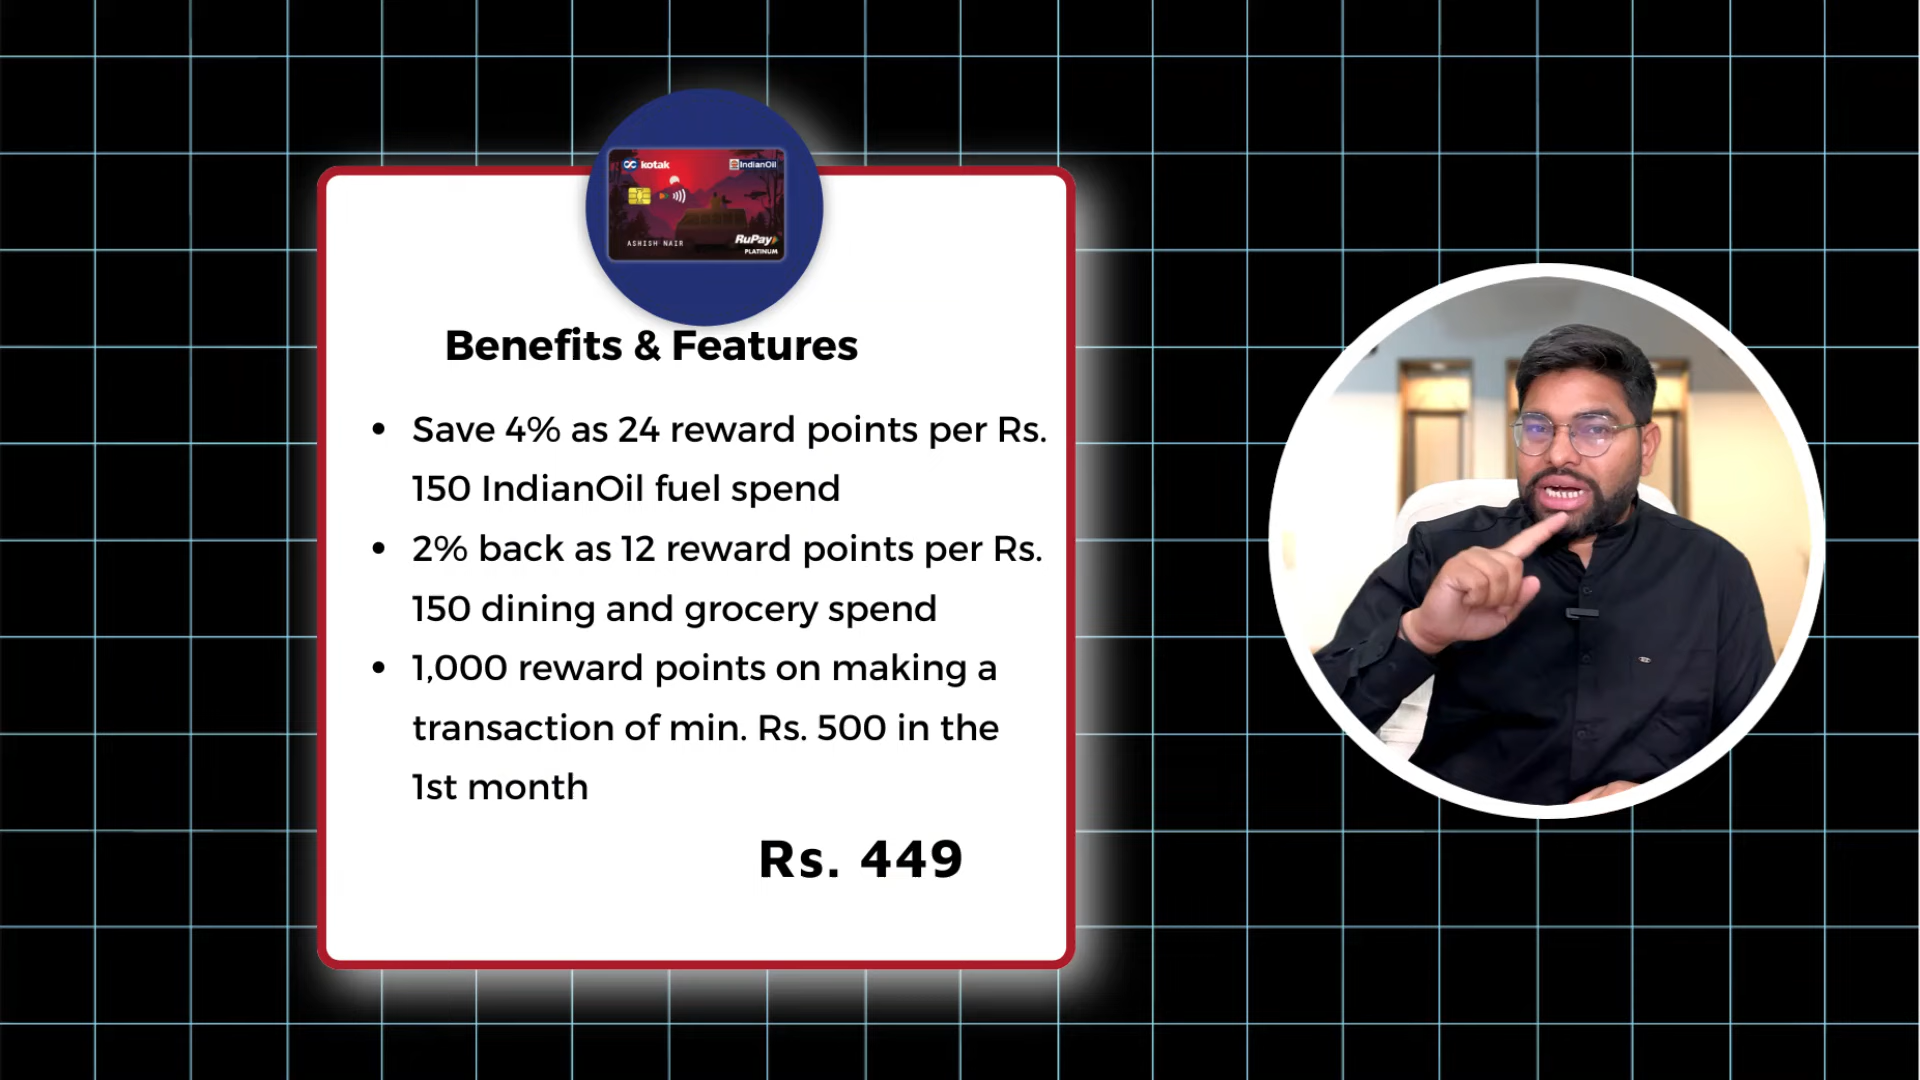 kotak
IndianOil
ASHISH NAIR
RuPay
PLATINUM
Benefits & Features
• Save 4% as 24 reward points per Rs.
150 IndianOil fuel spend
• 2% back as 12 reward points per Rs.
150 dining and grocery spend
• 1,000 reward points on making a
transaction of min. Rs. 500 in the
1st month
Rs. 449